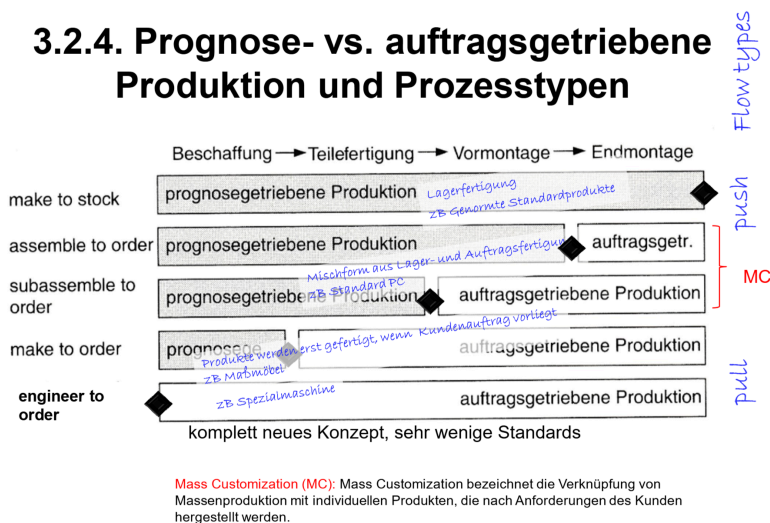 3.2.4. Prognose- vs. auftragsgetriebene
Produktion und Prozesstypen
Flow types
Beschaffung → Teilefertigung → Vormontage → Endmontage
make to stock
prognosegetriebene Produktion
Lagerfertigung
zB Genormte Standardprodukte
push
assemble to order
prognosegetriebene Produktion
auftragsgetr.
Mischform aus Lager- und Auftragsfertigung
zB Standard PC
MC
subassemble to
order
prognosegetriebene Produktion
auftragsgetriebene Produktion
make to order
prognosege
auftragsgetriebene Produktion
Produkte werden erst gefertigt, wenn Kundenauftrag vorliegt
zB Maßmöbel
pull
engineer to
order
zB Spezialmaschine
auftragsgetriebene Produktion
komplett neues Konzept, sehr wenige Standards
Mass Customization (MC): Mass Customization bezeichnet die Verknüpfung von
Massenproduktion mit individuellen Produkten, die nach Anforderungen des Kunden
hergestellt werden.